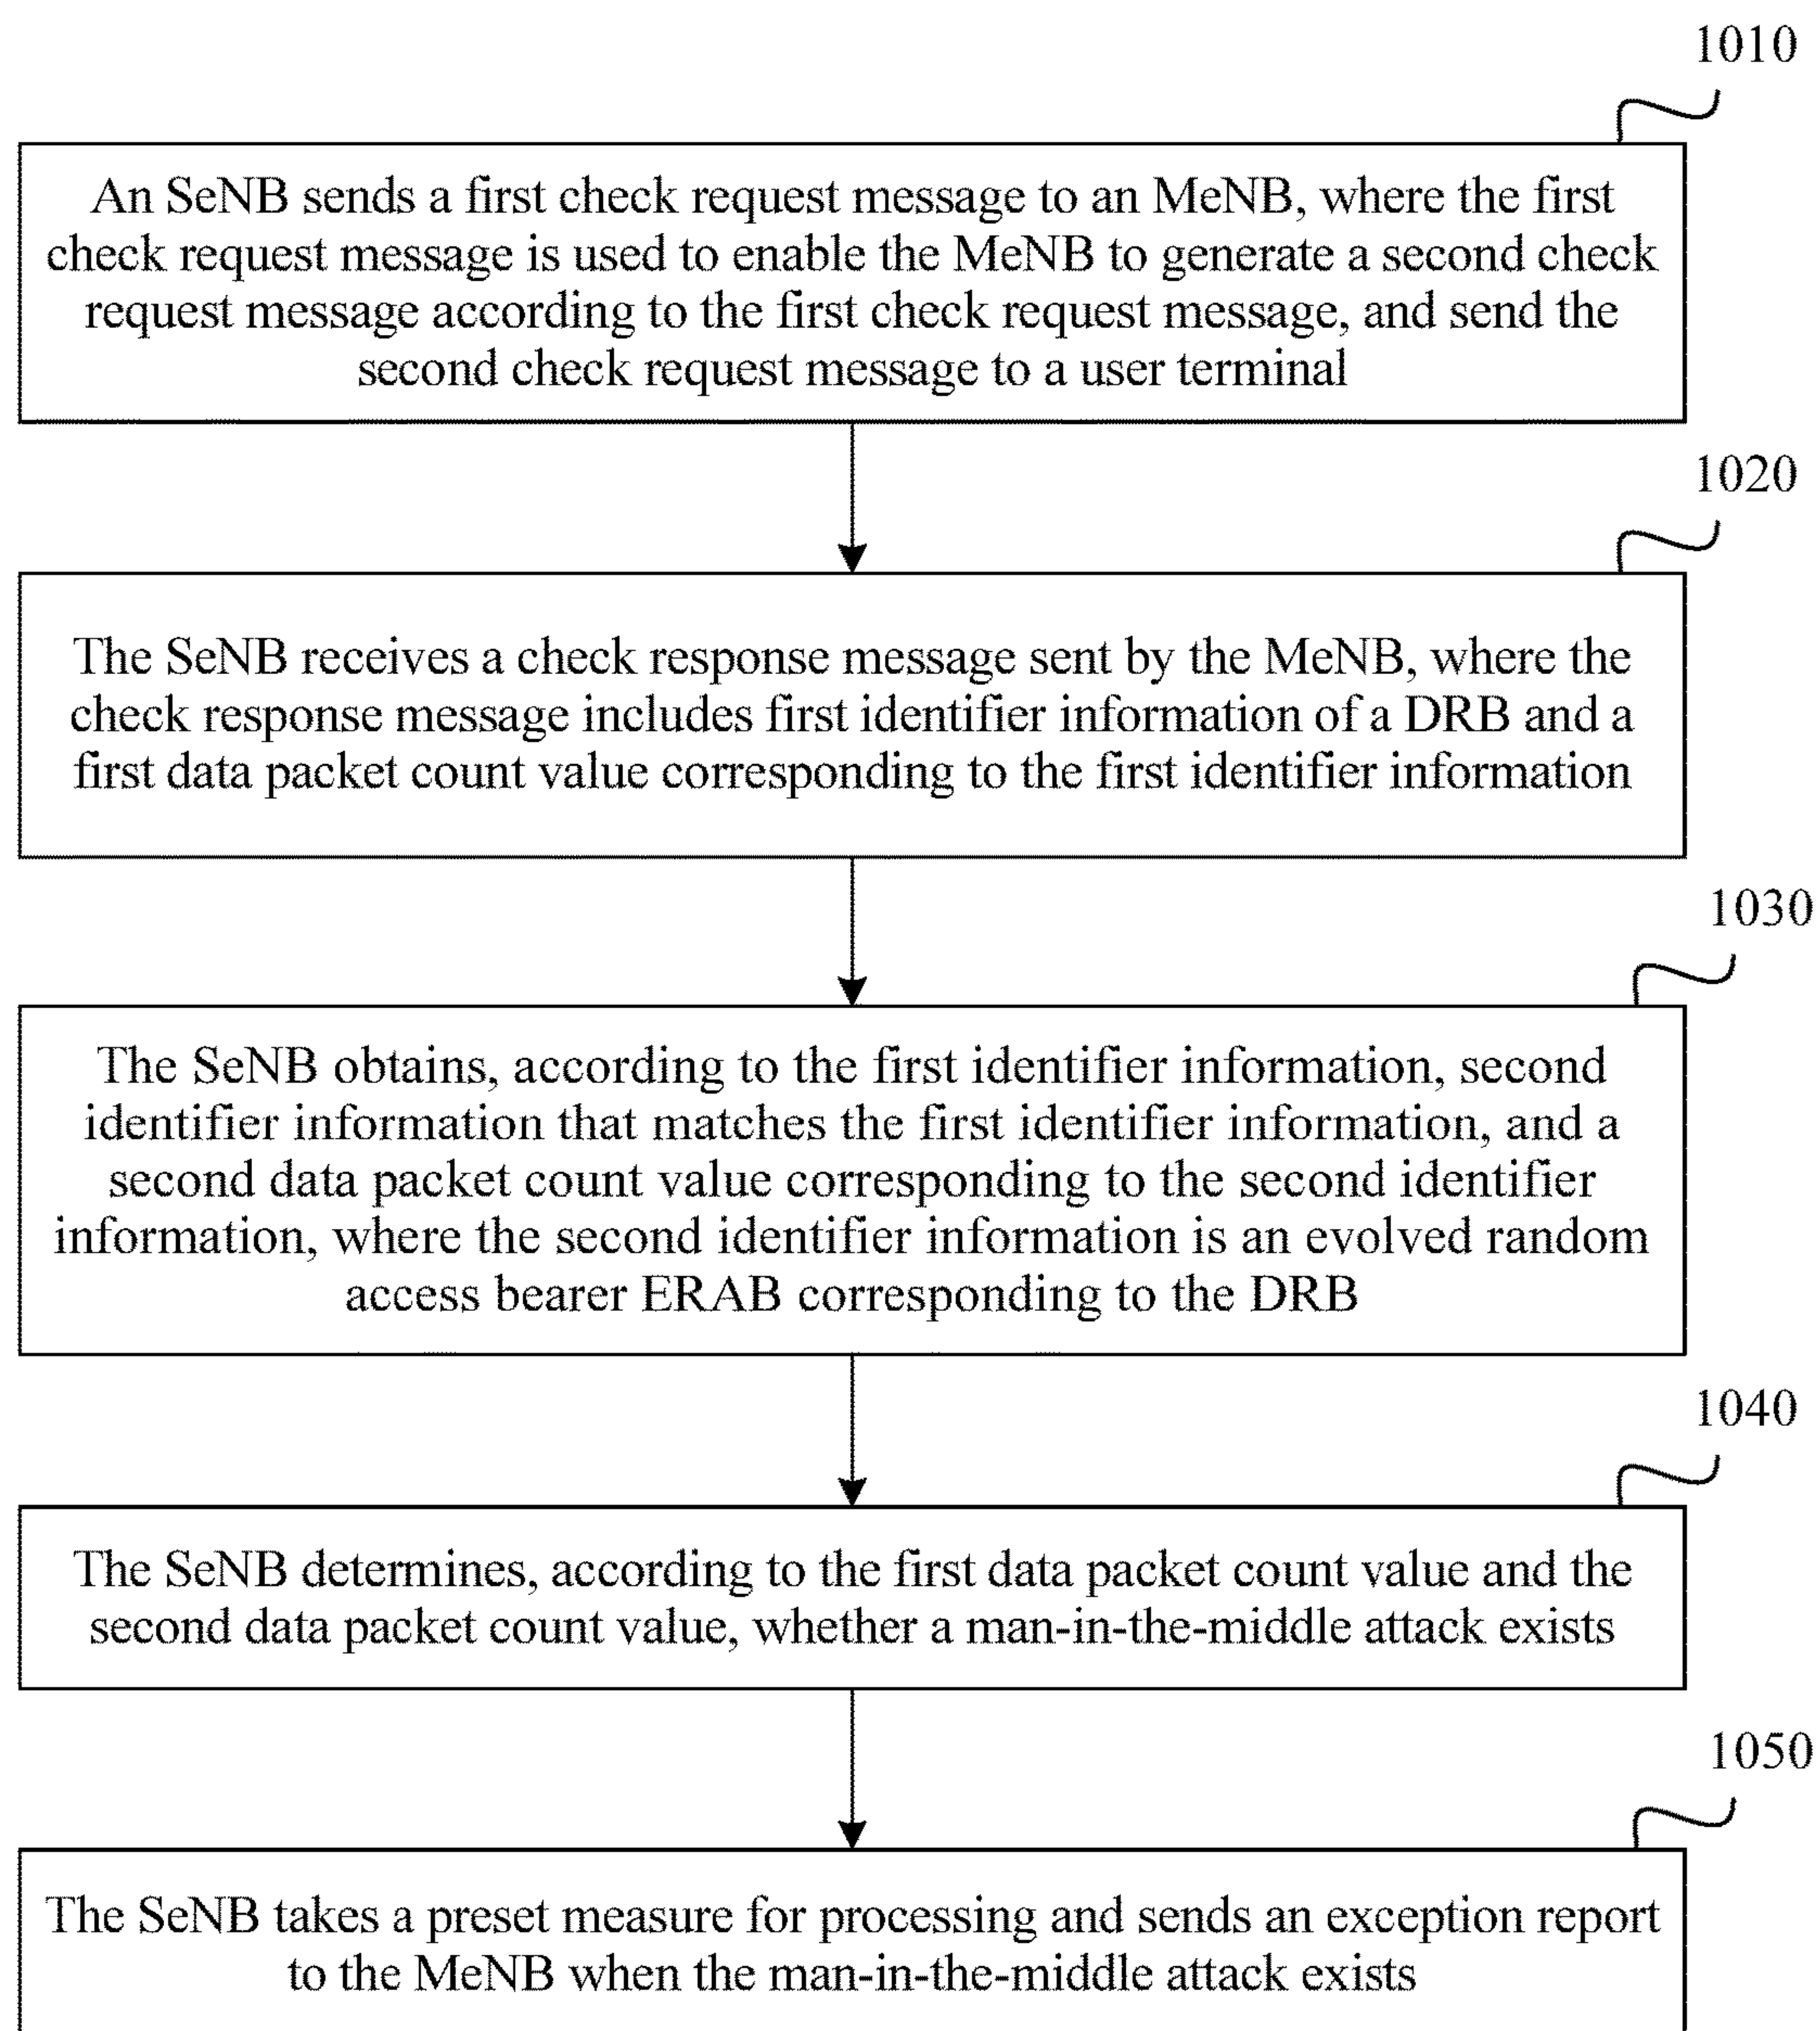 1010
An SeNB sends a first check request message to an MeNB, where the first
check request message is used to enable the MeNB to generate a second check
request message according to the first check request message, and send the
second check request message to a user terminal
1020
The SeNB receives a check response message sent by the MeNB, where the
check response message includes first identifier information of a DRB and a
first data packet count value corresponding to the first identifier information
1030
The SeNB obtains, according to the first identifier information, second
identifier information that matches the first identifier information, and a
second data packet count value corresponding to the second identifier
information, where the second identifier information is an evolved random
access bearer ERAB corresponding to the DRB
1040
The SeNB determines, according to the first data packet count value and the
second data packet count value, whether a man-in-the-middle attack exists
1050
The SeNB takes a preset measure for processing and sends an exception report
to the MeNB when the man-in-the-middle attack exists